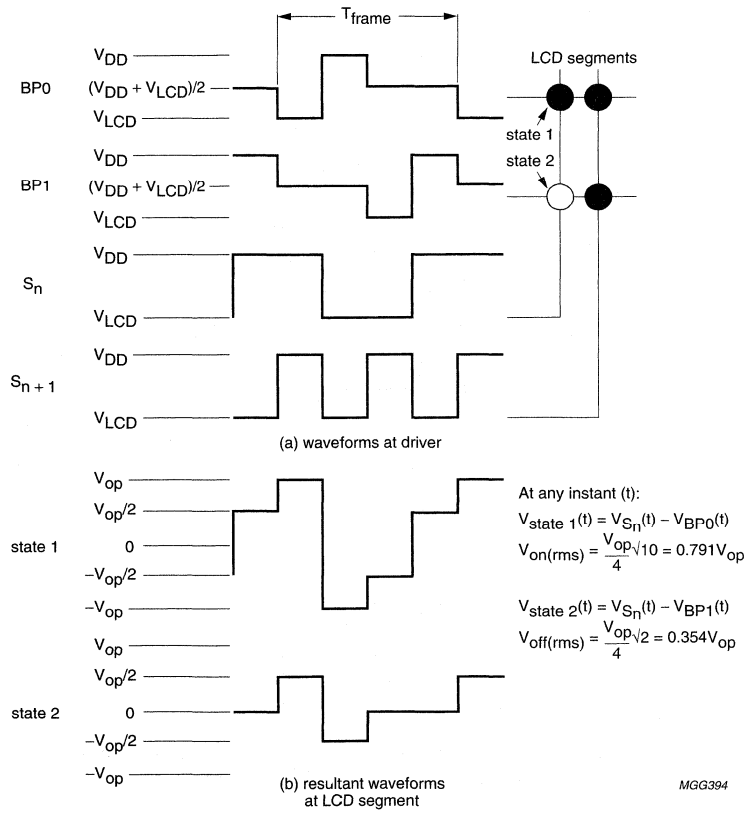 Tframe
VDD
BP0
(VDD + VLCD)/2
VLCD
LCD segments
state 1
state 2
VDD
BP1
(VDD + VLCD)/2
VLCD
VDD
Sn
VLCD
VDD
Sn + 1
VLCD
(a) waveforms at driver
Vop
Vop/2
state 1
0
−Vop/2
−Vop
Vop
Vop/2
state 2
0
−Vop/2
−Vop
(b) resultant waveforms
at LCD segment
At any instant (t):
Vstate 1(t) = VSn(t) − VBP0(t)
Von(rms) = Vop/4 √10 = 0.791Vop
Vstate 2(t) = VSn(t) − VBP1(t)
Voff(rms) = Vop/4 √2 = 0.354Vop
MGG394